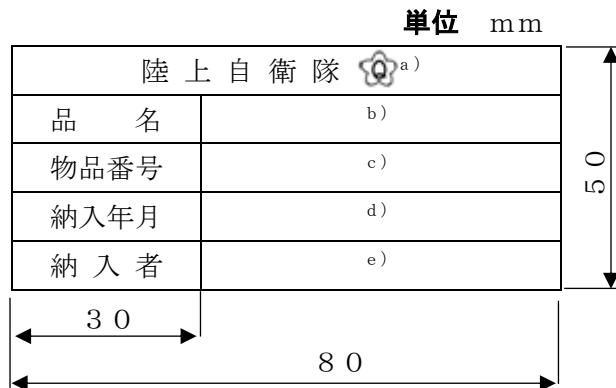 単位 mm
陸上自衛隊 Q a)
品名 b)
物品番号 c)
納入年月 d)
納入者 e)
50
30
80